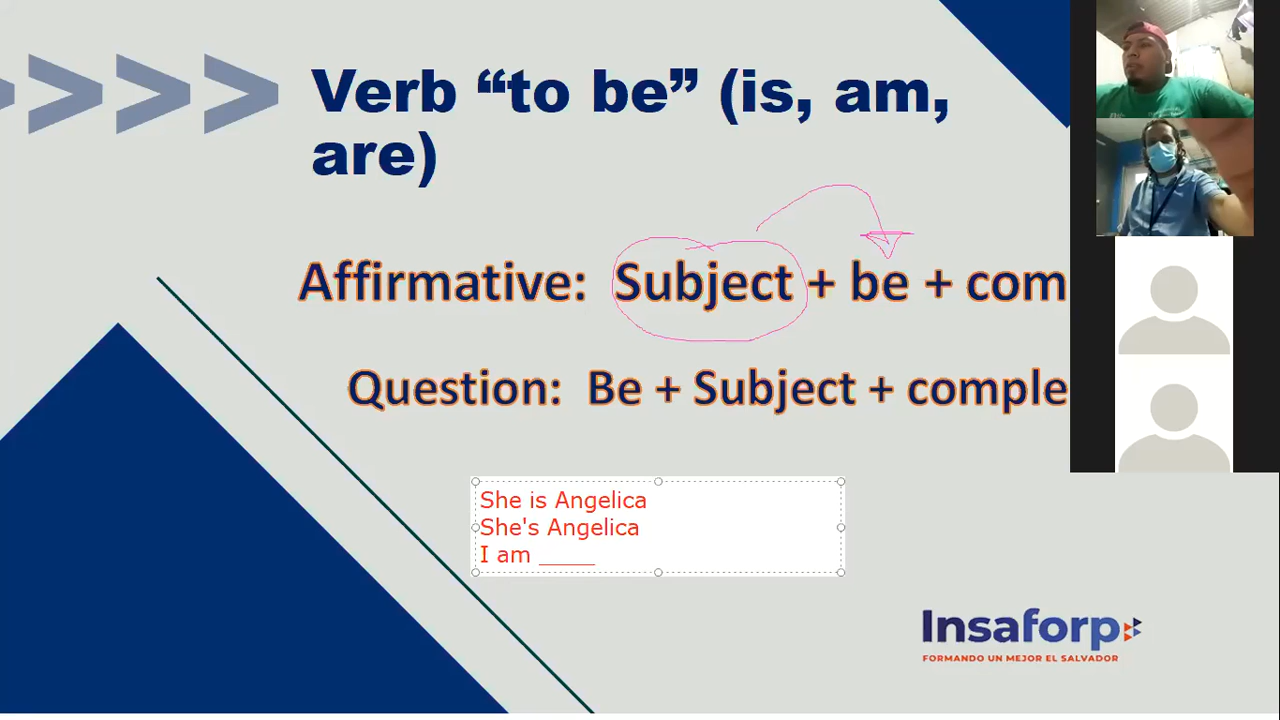 Verb “to be” (is, am,
are)
Affirmative: Subject + be + com
Question: Be + Subject + comple
She is Angelica
She's Angelica
I am _____
Insaforp
FORMANDO UN MEJOR EL SALVADOR